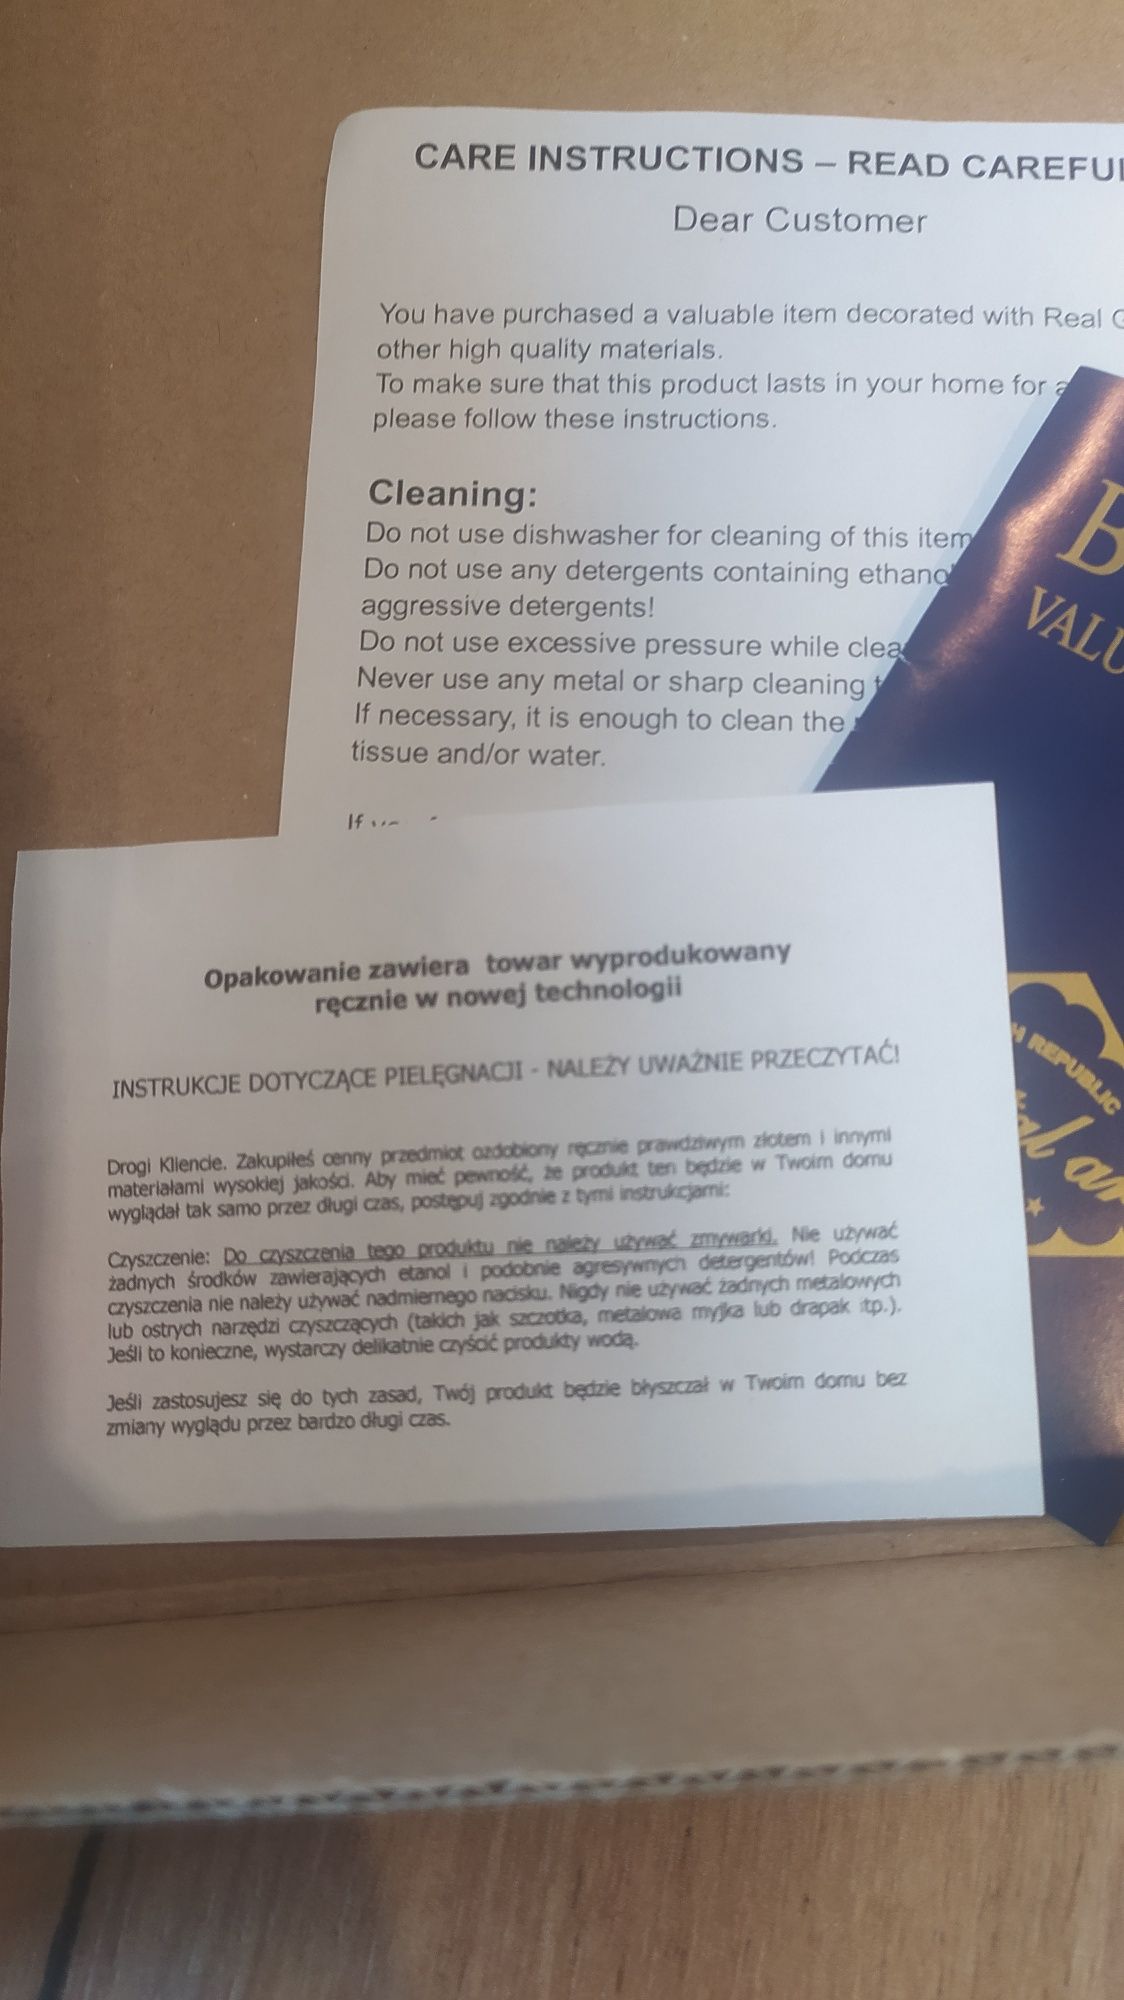 CARE INSTRUCTIONS – READ
Dear Customer
You have purchased a valuable item decorated with Real
other high quality materials.
To make sure that this product lasts in your home for
please follow these instructions.
Cleaning:
Do not use dishwasher for cleaning of this item
Do not use any detergents containing
aggressive detergents!
Do not use excessive pressure while
Never use any metal or sharp cleaning
If necessary, it is enough to clean the
tissue and/or water.
If
Opakowanie zawiera towar wyprodukowany
ręcznie w nowej technologii
INSTRUKCJE DOTYCZĄCE PIELĘGNACJI - NALEŻY UWAŻNIE PRZECZYTAĆ!
Drogi Kliencie. Zakupiłeś cenny przedmiot ozdobiony ręcznie prawdziwym złotem i innymi
materiałami wysokiej jakości. Aby mieć pewność, że produkt ten będzie w Twoim domu
wyglądał tak samo przez długi czas, postępuj zgodnie z tymi instrukcjami:
Czyszczenie: Do czyszczenia tego produktu nie należy używać zmywarki. Nie używać
żadnych środków zawierających etanol i podobnie agresywnych detergentów! Podczas
czyszczenia nie należy używać nadmiernego nacisku. Nigdy nie używać żadnych metalowych
lub ostrych narzędzi czyszczących (takich jak szczotka, metalowa myjka lub drapak itp.).
Jeśli to konieczne, wystarczy delikatnie czyścić produkty wodą.
Jeśli zastosujesz się do tych zasad, Twój produkt będzie błyszczał w Twoim domu bez
zmiany wyglądu przez bardzo długi czas.
REPUBLIC